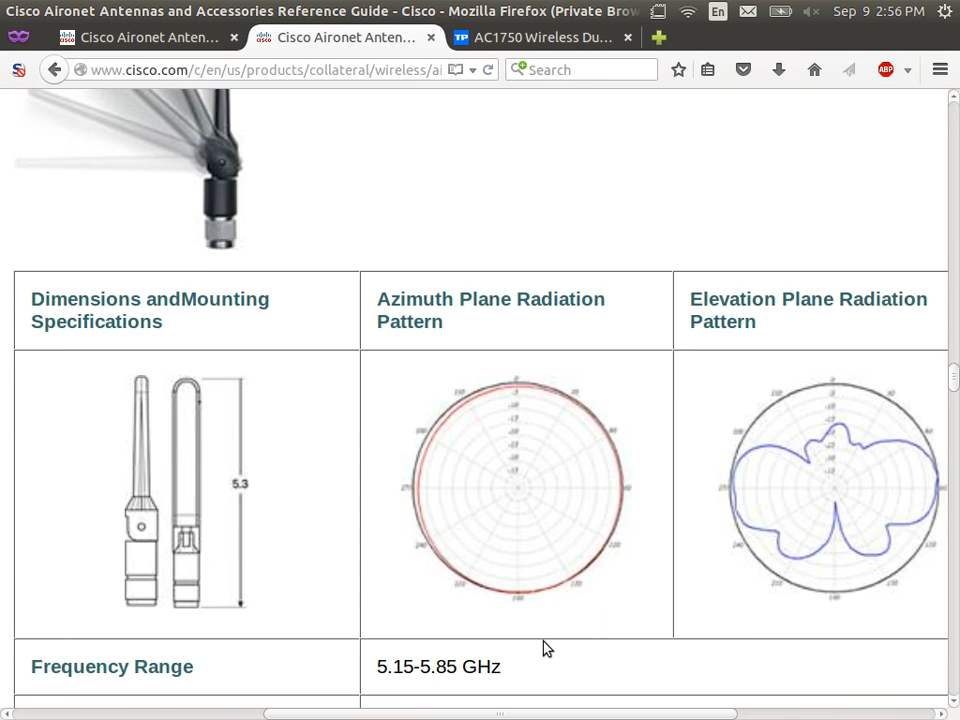 Cisco Aironet Antennas and Accessories Reference Guide - Cisco - Mozilla Firefox (Private Brow
En
Sep 9 2:56 PM
Cisco Aironet Anten...
Cisco Aironet Anten...
TP
AC1750 Wireless Du...
www.cisco.com/c/en/us/products/collateral/wireless/ai
Search
ABP
Dimensions andMounting
Specifications
Azimuth Plane Radiation
Pattern
Elevation Plane Radiation
Pattern
5.3
Frequency Range
5.15-5.85 GHz